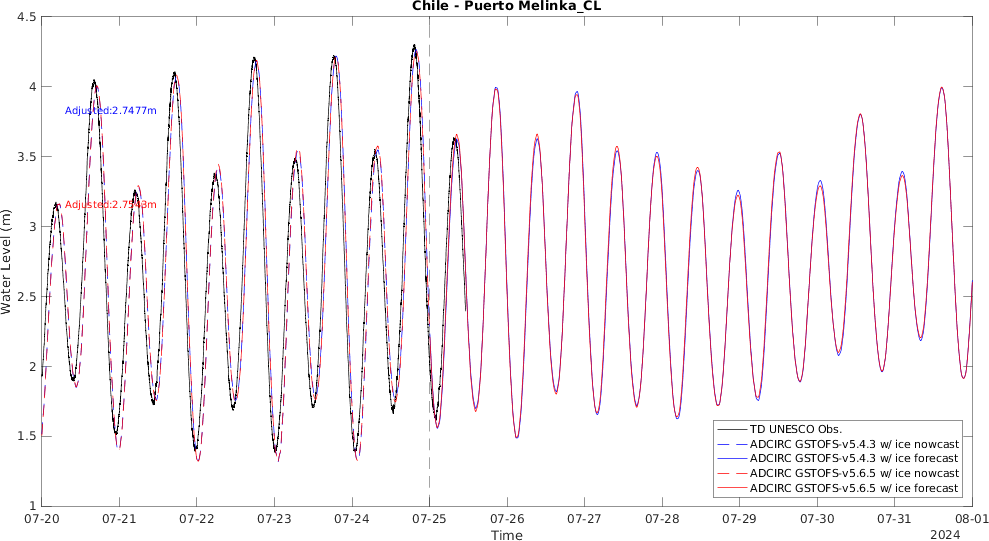 Chile - Puerto Melinka_CL
4.5
4
3.5
3
2.5
2
1.5
1
Water Level (m)
Adjusted:2.7477m
Adjusted:2.7543m
TD UNESCO Obs.
ADCIRC GSTOFS-v5.4.3 w/ ice nowcast
ADCIRC GSTOFS-v5.4.3 w/ ice forecast
ADCIRC GSTOFS-v5.6.5 w/ ice nowcast
ADCIRC GSTOFS-v5.6.5 w/ ice forecast
07-20 07-21 07-22 07-23 07-24 07-25 07-26 07-27 07-28 07-29 07-30 07-31 08-01
Time
2024